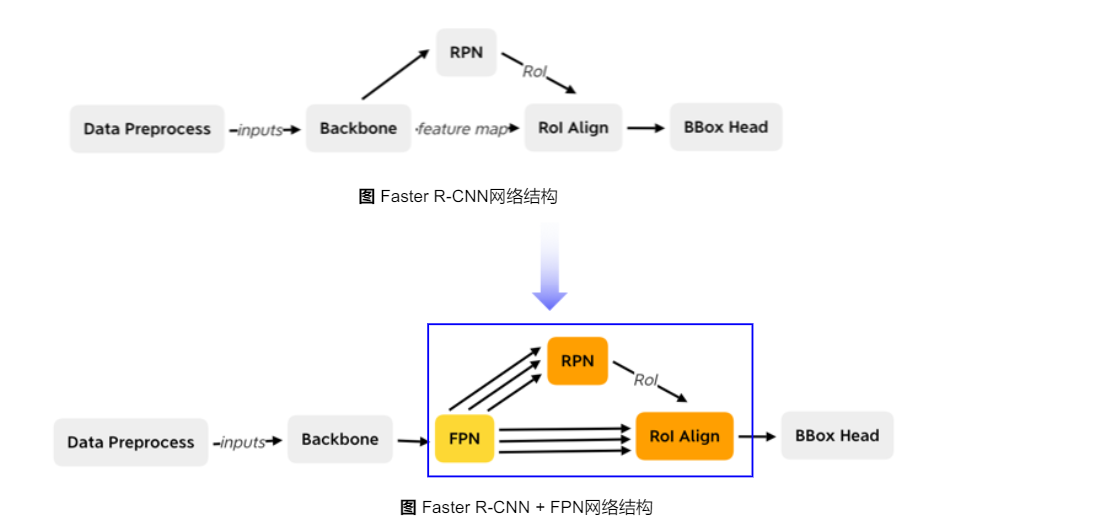 RPN
RoI
Data Preprocess
inputs
Backbone
feature map
RoI Align
BBox Head
图 Faster R-CNN网络结构
RPN
RoI
Data Preprocess
inputs
Backbone
FPN
RoI Align
BBox Head
图 Faster R-CNN + FPN网络结构